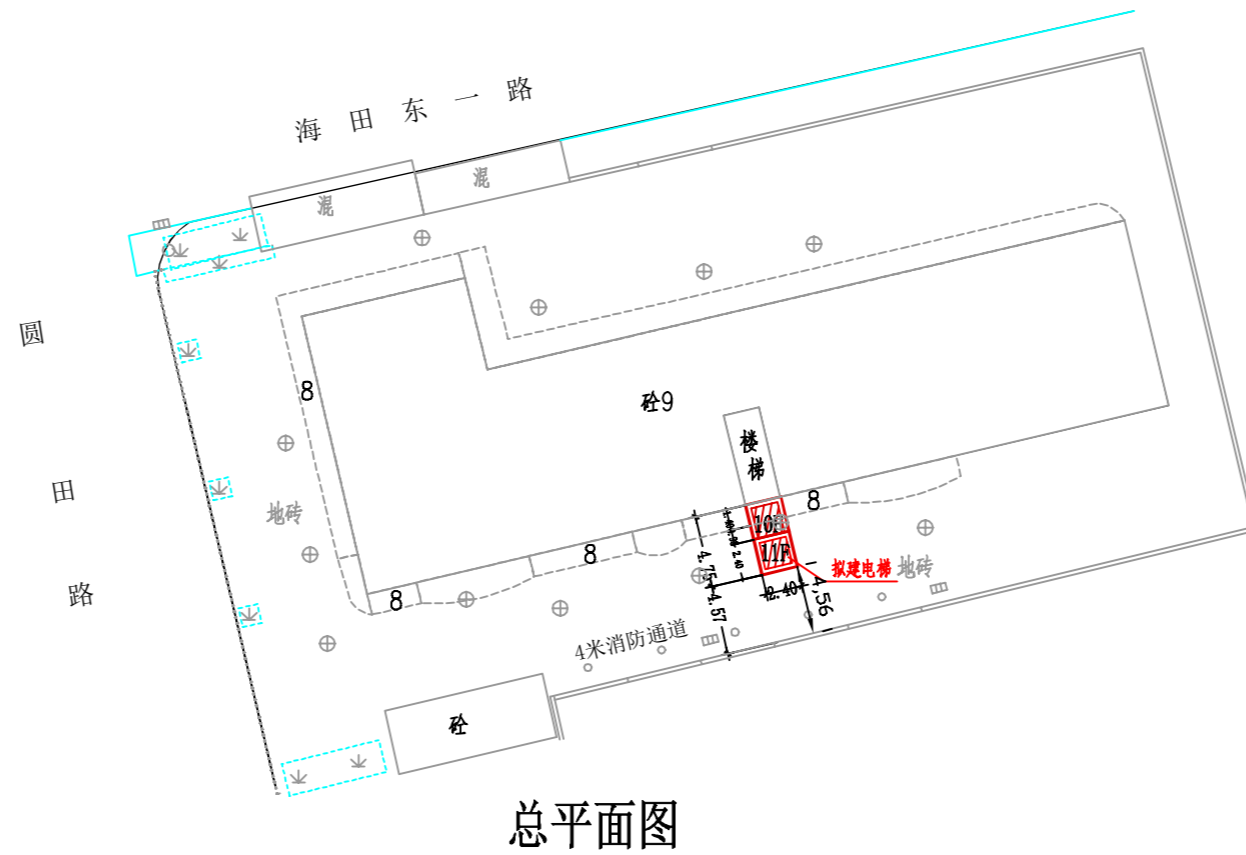 海田东一路
混
混
圆田路
8
砼9
楼梯
地砖
8
10F
11F
8
8
4.75
2.40
4.57
2.40
4.56
拟建电梯
地砖
4米消防通道
砼
总平面图